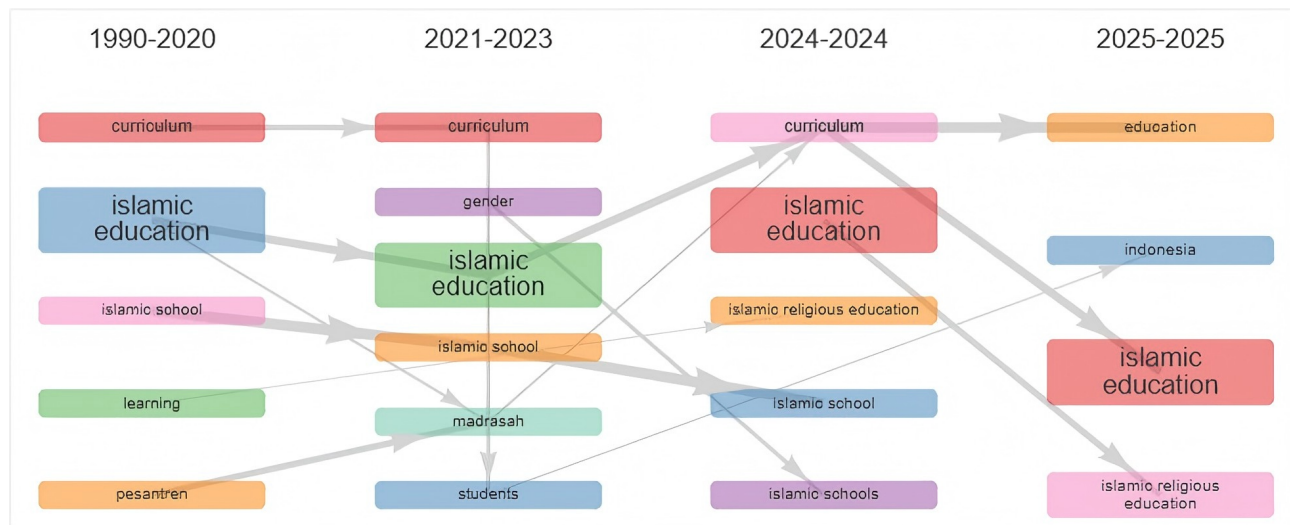 1990-2020
2021-2023
2024-2024
2025-2025
curriculum
islamic
education
islamic school
learning
pesantren
curriculum
gender
islamic
education
islamic school
madrasah
students
curriculum
islamic
education
islamic religious education
islamic school
islamic schools
education
indonesia
islamic
education
islamic religious
education